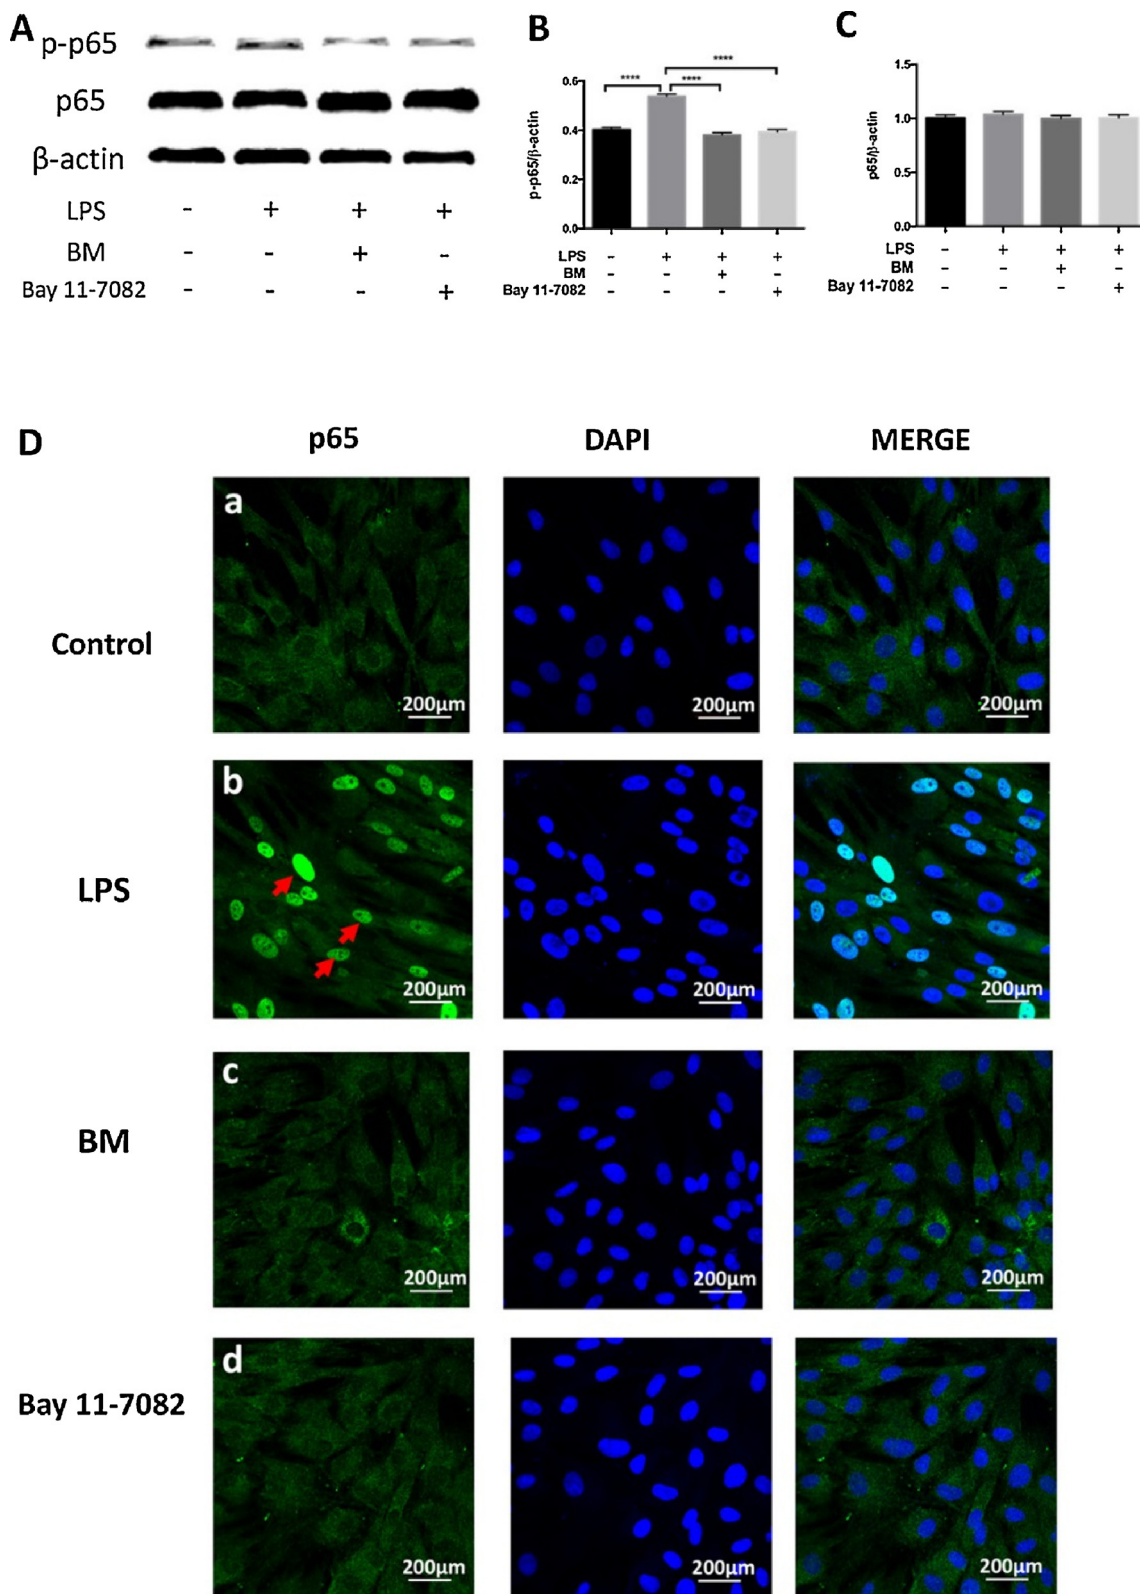 A
p-p65
p65
β-actin
LPS - + + +
BM - - + -
Bay 11-7082 - - - +
B
p-p65/β-actin
0.6
0.4
0.2
0.0
****
****
****
LPS - + + +
BM - - + -
Bay 11-7082 - - - +
C
p65/β-actin
1.5
1.0
0.5
0.0
LPS - + + +
BM - - + -
Bay 11-7082 - - - +
D
p65 DAPI MERGE
Control
a
200μm 200μm 200μm
LPS
b
200μm 200μm 200μm
BM
c
200μm 200μm 200μm
Bay 11-7082
d
200μm 200μm 200μm